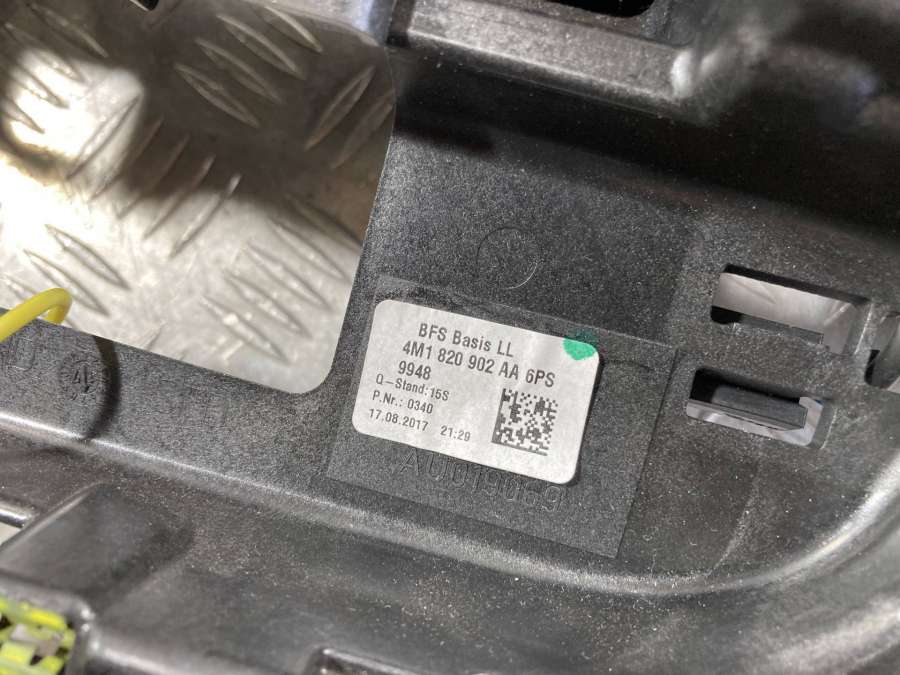 BFS Basis LL
4M1 820 902 AA 6PS
9948
Q-Stand:15S
P.Nr.: 0340
17.08.2017 21:29